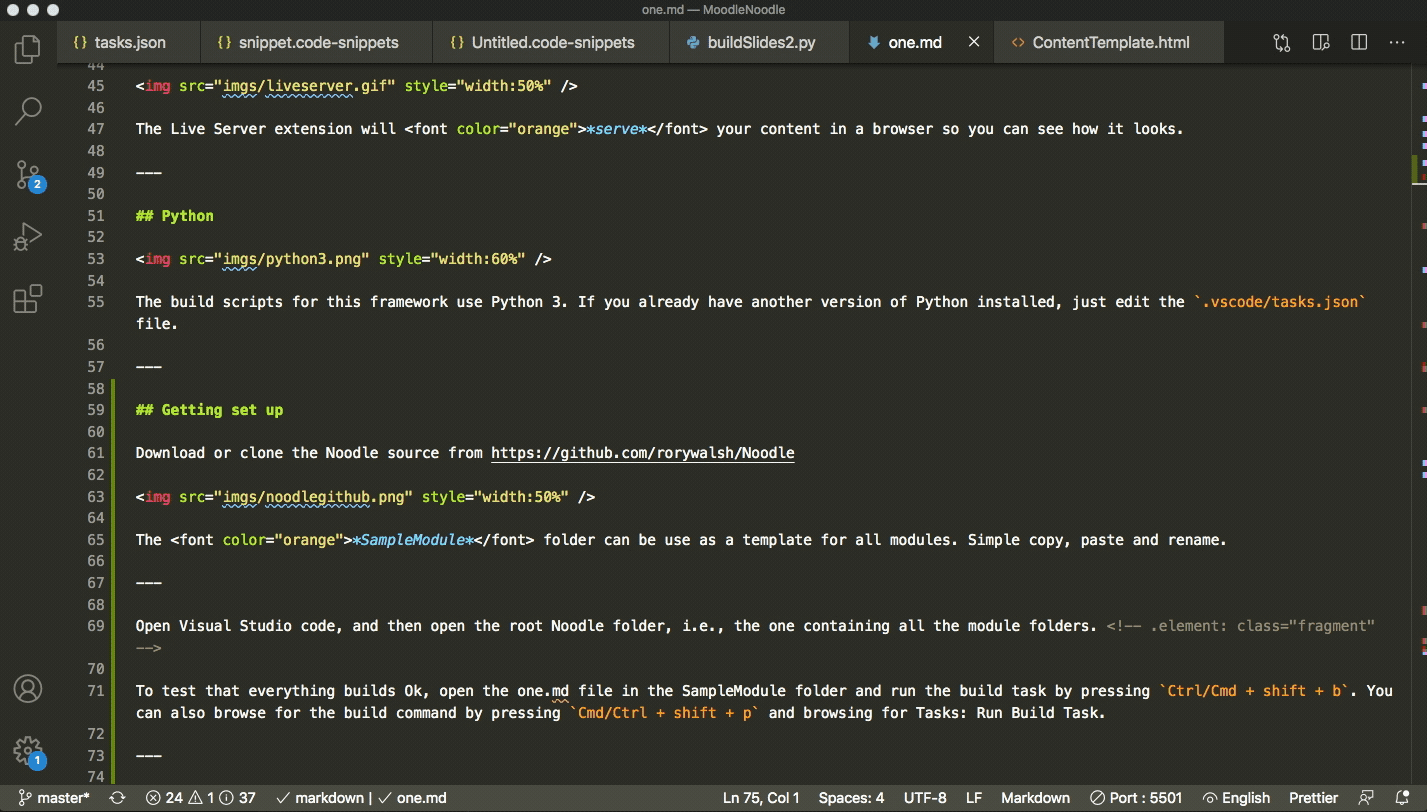 one.md — MoodleNoodle
{} tasks.json {} snippet.code-snippets {} Untitled.code-snippets buildSlides2.py one.md × <> ContentTemplate.html ...
44
45 <img src="imgs/liveserver.gif" style="width:50%" />
46
47 The Live Server extension will <font color="orange">*serve*</font> your content in a browser so you can see how it looks.
48
49 ---
50
51 ## Python
52
53 <img src="imgs/python3.png" style="width:60%" />
54
55 The build scripts for this framework use Python 3. If you already have another version of Python installed, just edit the `.vscode/tasks.json`
file.
56
57 ---
58
59 ## Getting set up
60
61 Download or clone the Noodle source from https://github.com/rorywalsh/Noodle
62
63 <img src="imgs/noodlegithub.png" style="width:50%" />
64
65 The <font color="orange">*SampleModule*</font> folder can be use as a template for all modules. Simple copy, paste and rename.
66
67 ---
68
69 Open Visual Studio code, and then open the root Noodle folder, i.e., the one containing all the module folders. <!-- .element: class="fragment"
-->
70
71 To test that everything builds Ok, open the one.md file in the SampleModule folder and run the build task by pressing `Ctrl/Cmd + shift + b`. You
can also browse for the build command by pressing `Cmd/Ctrl + shift + p` and browsing for Tasks: Run Build Task.
72
73 ---
74
2
1
master* 24 1 37 ✓ markdown | ✓ one.md Ln 75, Col 1 Spaces: 4 UTF-8 LF Markdown Port : 5501 English Prettier